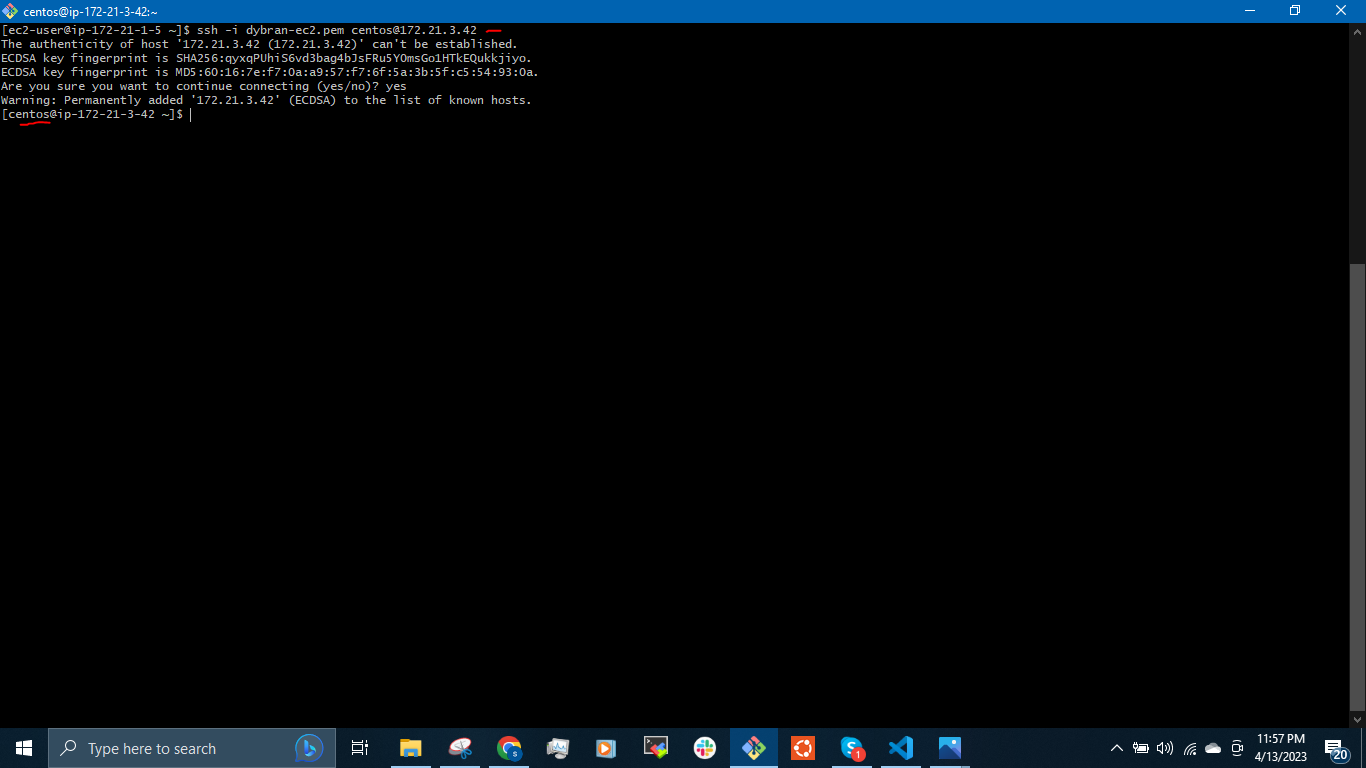 centos@ip-172-21-3-42:~
[ec2-user@ip-172-21-1-5 ~]$ ssh -i dybran-ec2.pem centos@172.21.3.42
The authenticity of host '172.21.3.42 (172.21.3.42)' can't be established.
ECDSA key fingerprint is SHA256:qyxqPUhiS6vd3bag4bJsFRu5YOmsGo1HTkEQukkjiyo.
ECDSA key fingerprint is MD5:60:16:7e:f7:0a:a9:57:f7:6f:5a:3b:5f:c5:54:93:0a.
Are you sure you want to continue connecting (yes/no)? yes
Warning: Permanently added '172.21.3.42' (ECDSA) to the list of known hosts.
[centos@ip-172-21-3-42 ~]$
Type here to search
S
1
11:57 PM
4/13/2023
20